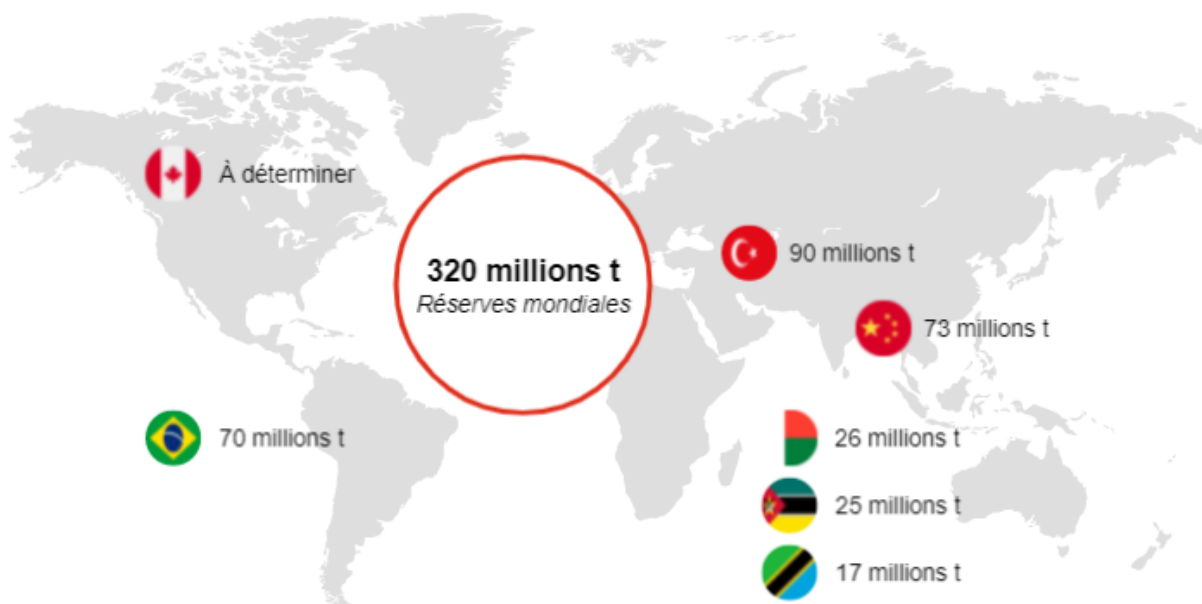 À déterminer
320 millions t
Réserves mondiales
90 millions t
73 millions t
70 millions t
26 millions t
25 millions t
17 millions t